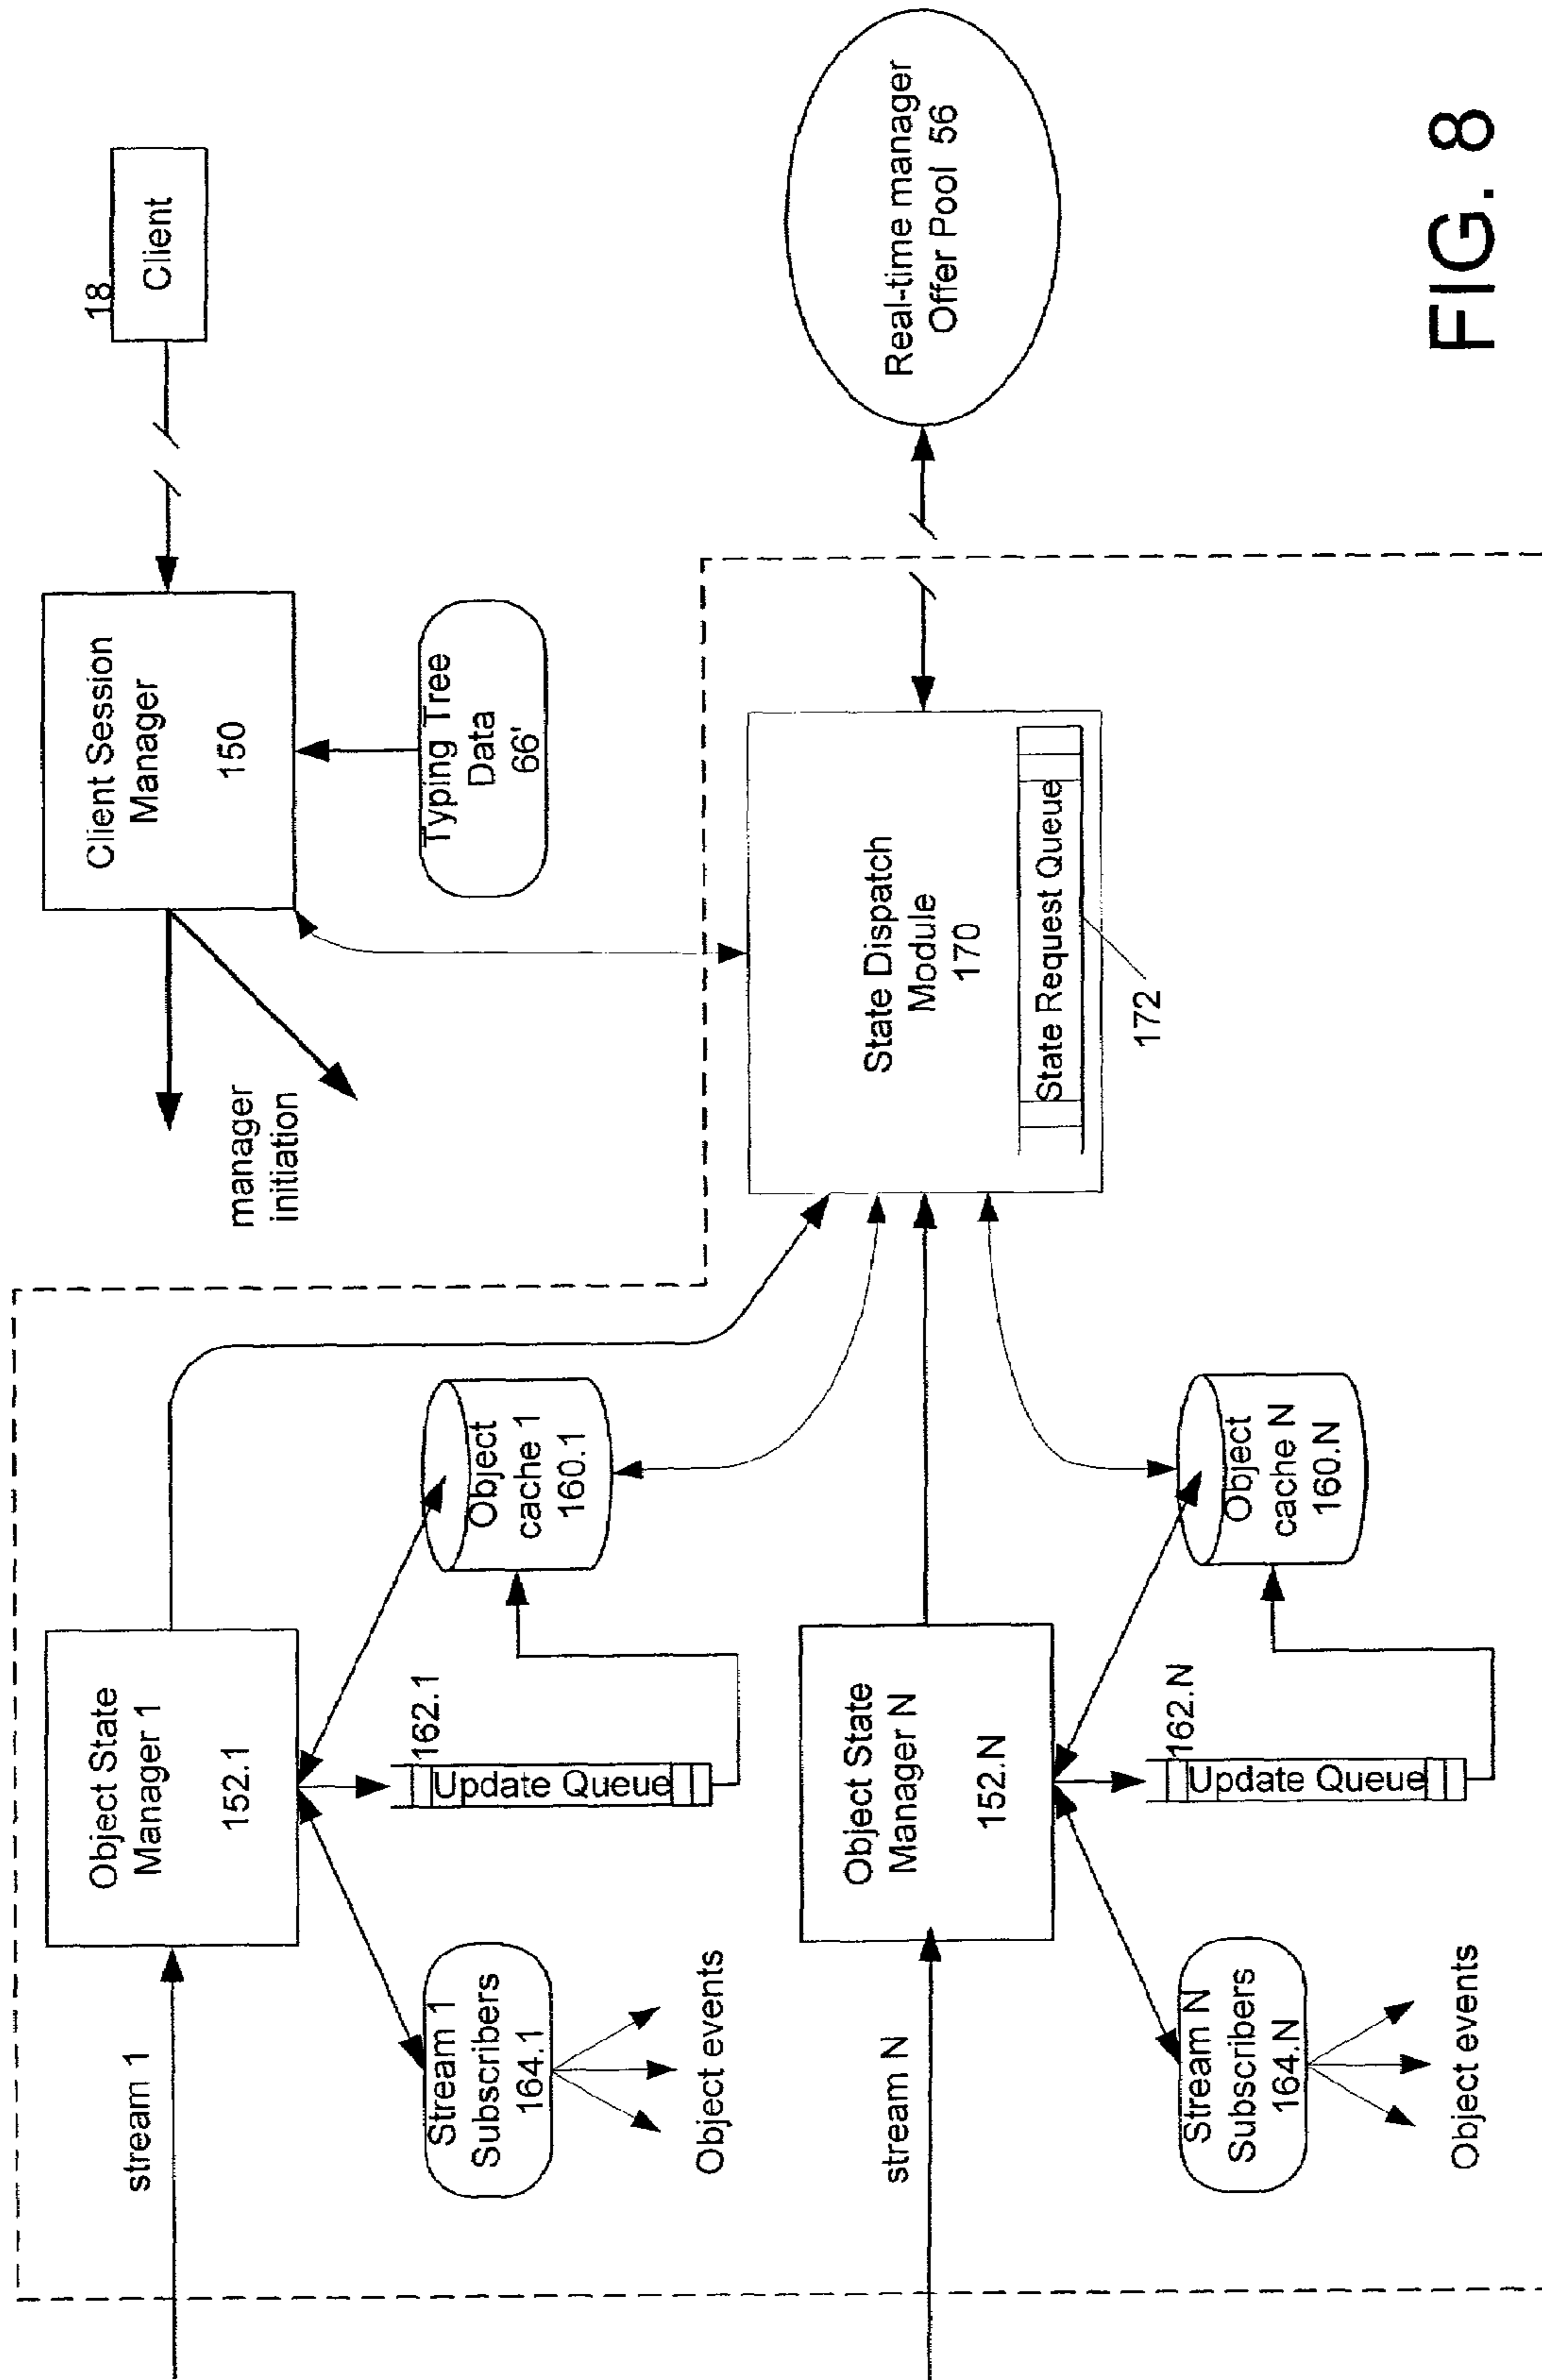 stream 1
Object State
Manager 1
152.1
Stream 1
Subscribers
164.1
Object events
162.1
Update Queue
Object
cache 1
160.1
manager
initiation
Client Session
Manager
150
Typing Tree
Data
66'
18
Client
stream N
Object State
Manager N
152.N
Stream N
Subscribers
164.N
Object events
162.N
Update Queue
Object
cache N
160.N
State Dispatch
Module
170
State Request Queue
172
Real-time manager
Offer Pool 56
FIG. 8